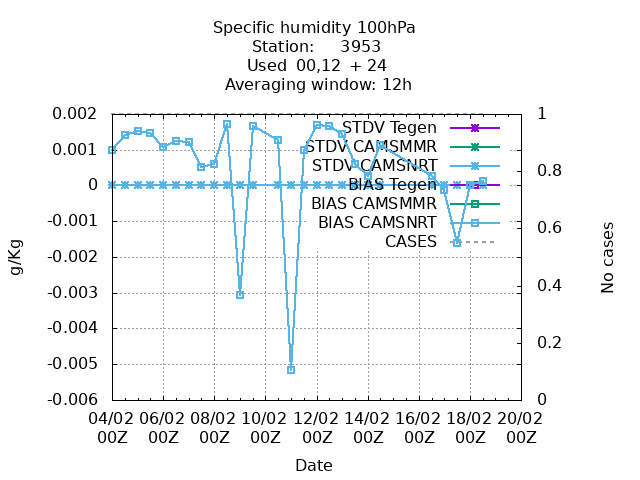 Specific humidity 100hPa
Station: 3953
Used 00,12 + 24
Averaging window: 12h
0.002
0.001
0
-0.001
-0.002
-0.003
-0.004
-0.005
-0.006
g/Kg
STDV Tegen
STDV CAMSMMR
STDV CAMSNRT
BIAS Tegen
BIAS CAMSMMR
BIAS CAMSNRT
CASES
1
0.8
0.6
0.4
0.2
0
No cases
04/02 06/02 08/02 10/02 12/02 14/02 16/02 18/02 20/02
00Z 00Z 00Z 00Z 00Z 00Z 00Z 00Z 00Z
Date